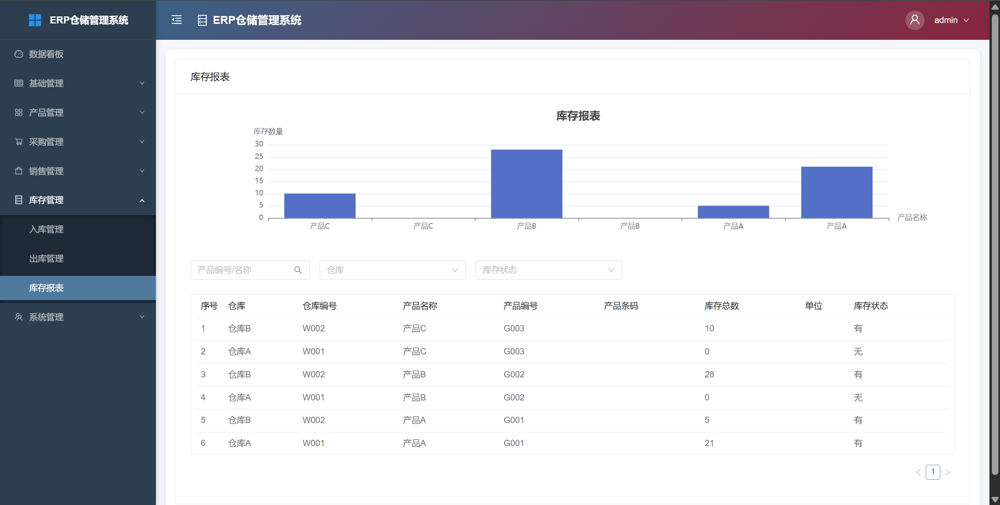 ERP仓储管理系统
ERP仓储管理系统
admin
数据看板
基础管理
产品管理
采购管理
销售管理
库存管理
入库管理
出库管理
库存报表
系统管理
库存报表
库存报表
库存数量
30
25
20
15
10
5
0
产品C 产品C 产品B 产品B 产品A 产品A
产品名称
产品编号/名称 仓库 库存状态
序号 仓库 仓库编号 产品名称 产品编号 产品条码 库存总数 单位 库存状态
1 仓库B W002 产品C G003 10 有
2 仓库A W001 产品C G003 0 无
3 仓库B W002 产品B G002 28 有
4 仓库A W001 产品B G002 0 无
5 仓库B W002 产品A G001 5 有
6 仓库A W001 产品A G001 21 有
1